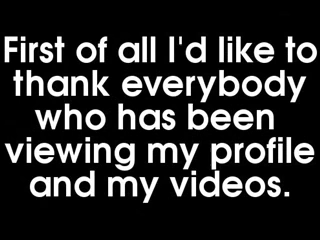 First of all I'd like to
thank everybody
who has been
viewing my profile
and my videos.